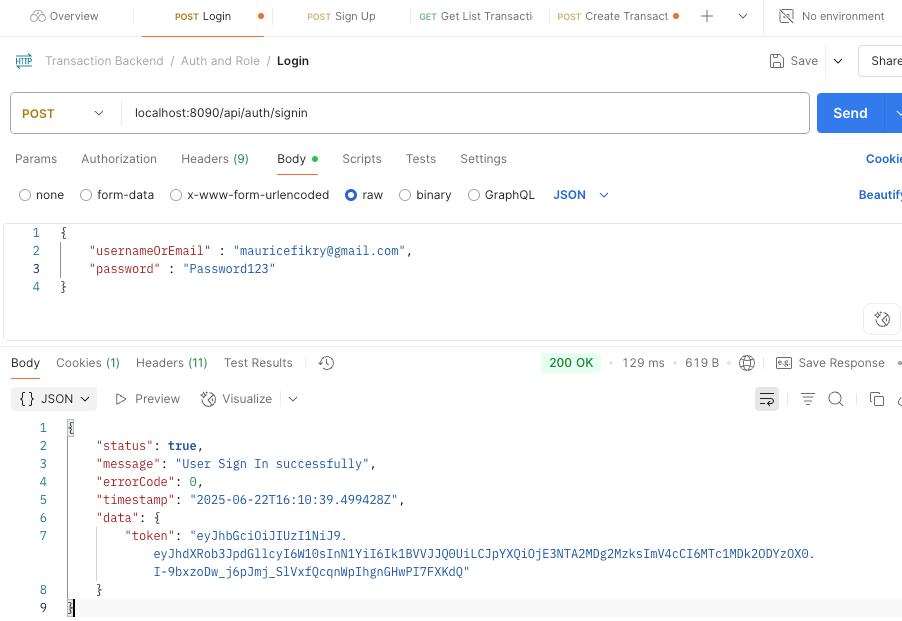 Overview
POST Login
POST Sign Up
GET Get List Transacti
POST Create Transact
No environment
HTTP
Transaction Backend / Auth and Role / Login
Save
Share
POST
localhost:8090/api/auth/signin
Send
Params Authorization Headers (9) Body Scripts Tests Settings
Cookie
none form-data x-www-form-urlencoded raw binary GraphQL JSON
Beautify
1 {
2 "usernameOrEmail" : "mauricefikry@gmail.com",
3 "password" : "Password123"
4 }
Body Cookies (1) Headers (11) Test Results
200 OK • 129 ms • 619 B
e.g. Save Response
{} JSON Preview Visualize
1 {
2 "status": true,
3 "message": "User Sign In successfully",
4 "errorCode": 0,
5 "timestamp": "2025-06-22T16:10:39.499428Z",
6 "data": {
7 "token": "eyJhbGciOiJIUzI1NiJ9.
eyJhdXRob3JpdGllcyI6W10sInN1YiI6Ik1BVVJJQ0UiLCJpYXQiOjE3NTA2MDg2MzksImV4cCI6MTc1MDk2ODYzOX0.
I-9bxzoDw_j6pJmj_SlVxfQcqnWpIhgnGHwPI7FXKdQ"
8 }
9 }